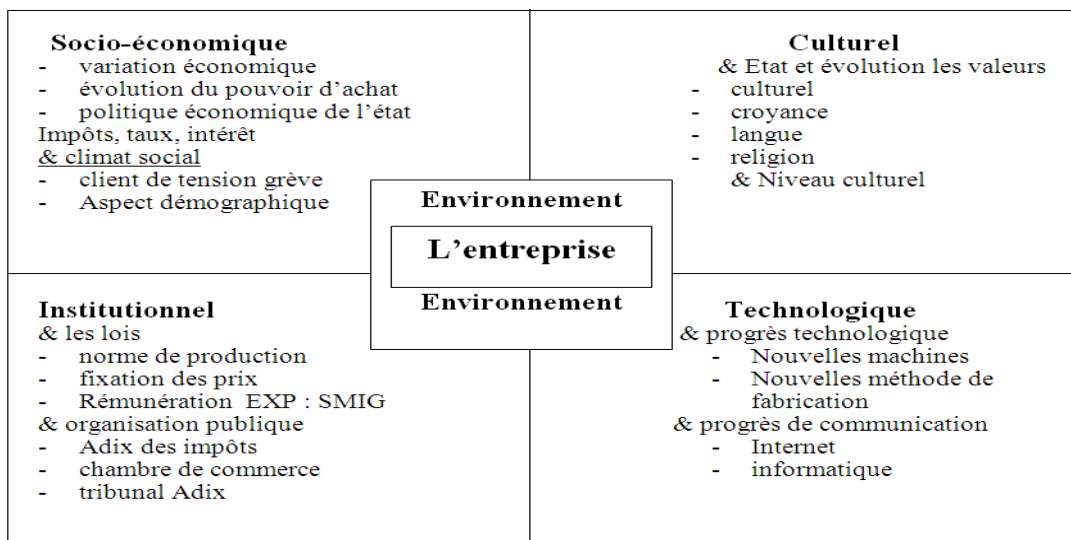 Socio-économique
- variation économique
- évolution du pouvoir d’achat
- politique économique de l’état
Impôts, taux, intérêt
& climat social
- client de tension grève
- Aspect démographique
Culturel
& Etat et évolution les valeurs
- culturel
- croyance
- langue
- religion
& Niveau culturel
Environnement
L’entreprise
Environnement
Institutionnel
& les lois
- norme de production
- fixation des prix
- Rémunération EXP : SMIG
& organisation publique
- Adix des impôts
- chambre de commerce
- tribunal Adix
Technologique
& progrès technologique
- Nouvelles machines
- Nouvelles méthode de
fabrication
& progrès de communication
- Internet
- informatique